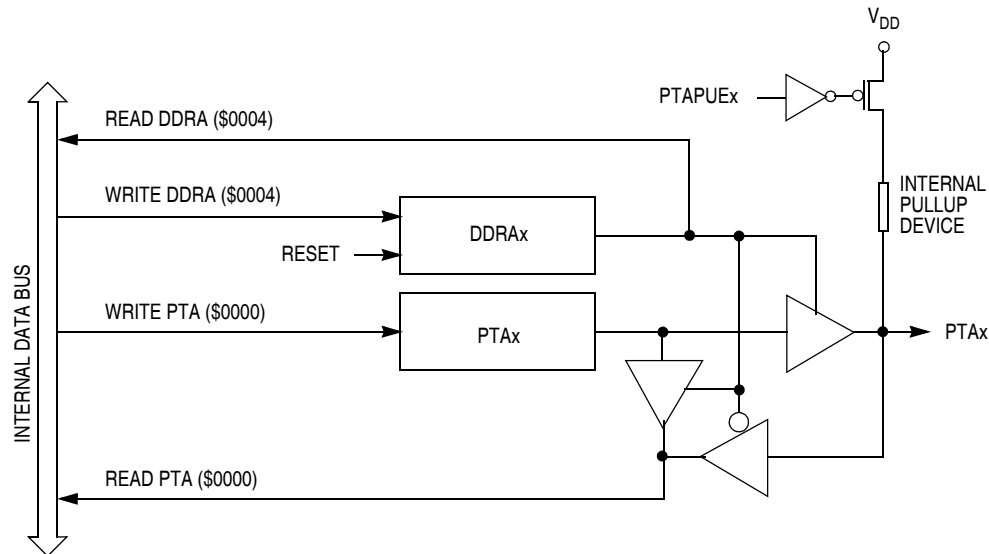 V_DD
PTAPUEx
READ DDRA ($0004)
INTERNAL
PULLUP
DEVICE
WRITE DDRA ($0004)
DDRAx
RESET
WRITE PTA ($0000)
PTAx
PTAx
INTERNAL DATA BUS
READ PTA ($0000)